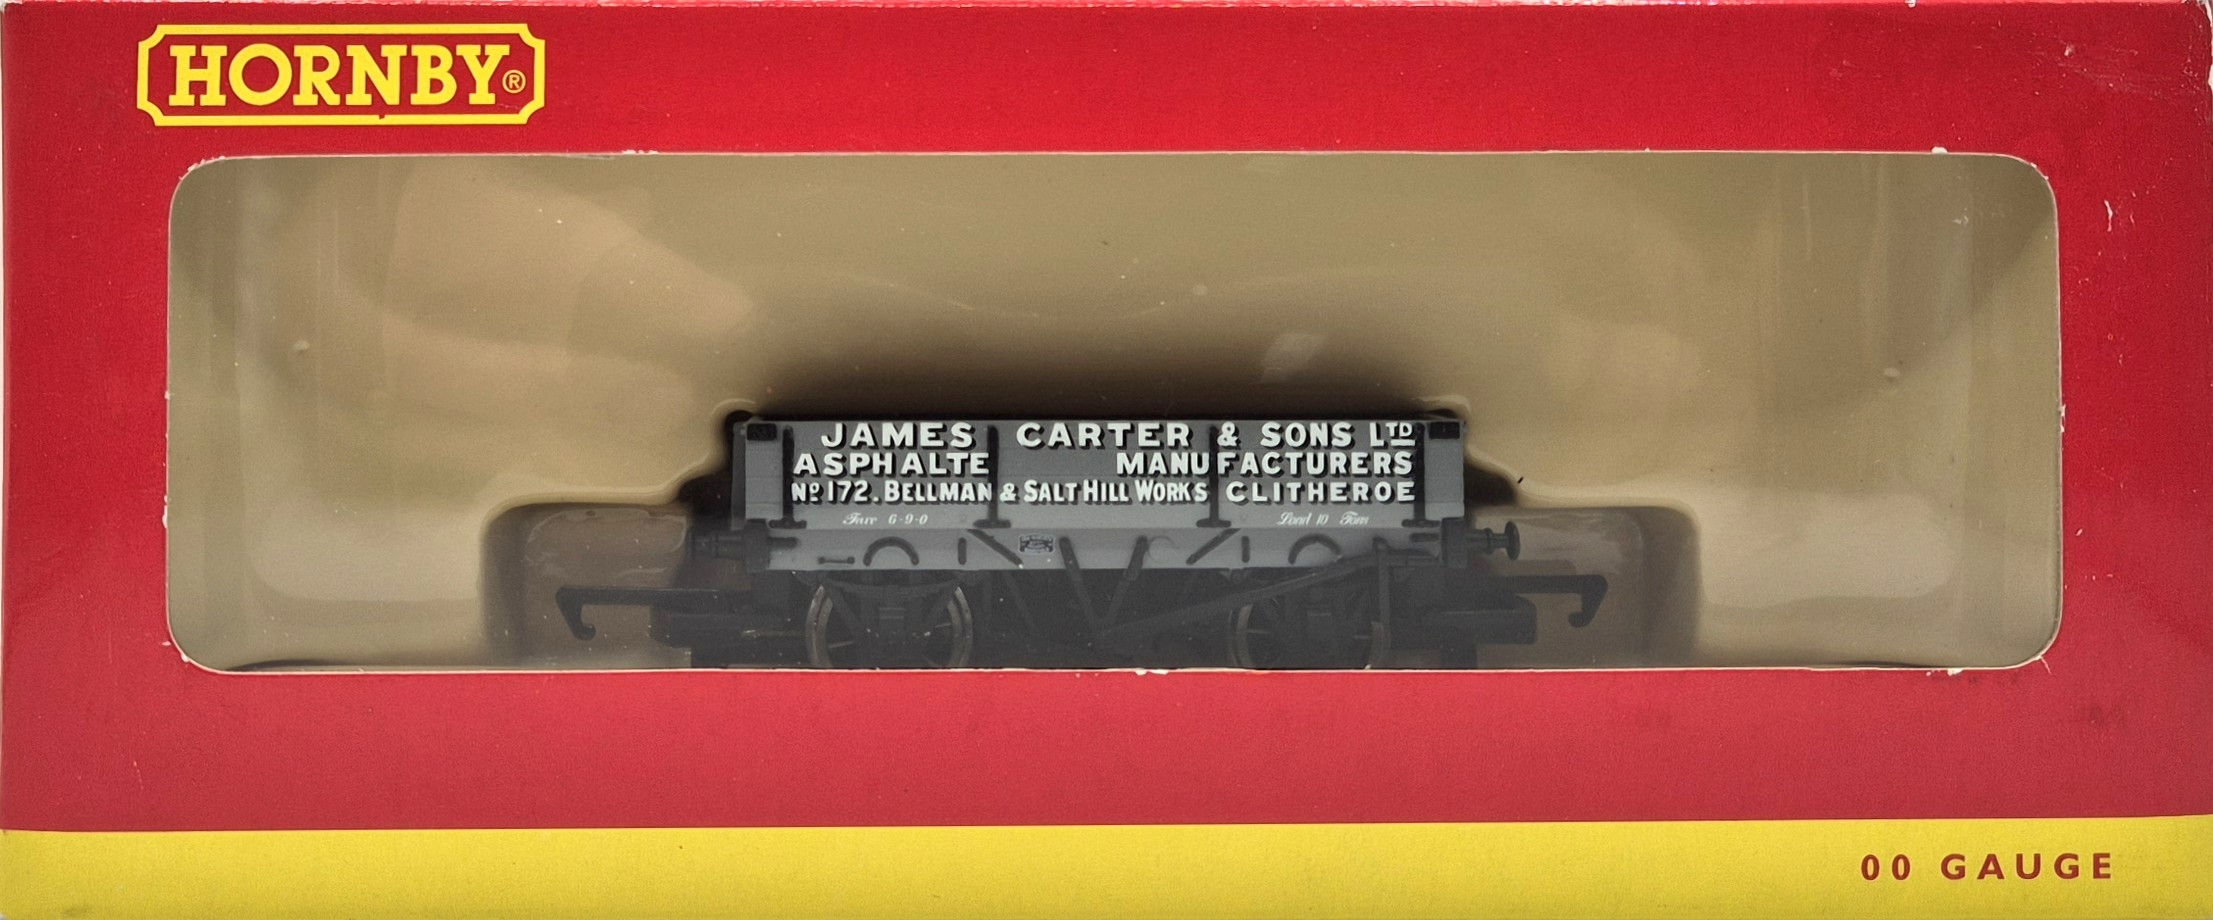 HORNBY®
JAMES CARTER & SONS LTD
ASPHALTE MANUFACTURERS
No 172. BELLMAN & SALT HILL WORKS CLITHEROE
Tare 6-9-0 Load 10 Tons
00 GAUGE